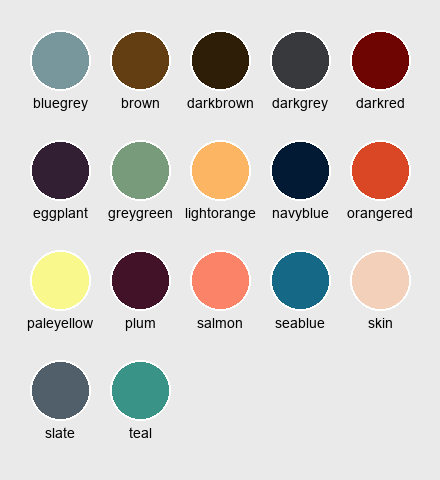 bluegrey brown darkbrown darkgrey darkred
eggplant greygreen lightorange navyblue orangered
paleyellow plum salmon seablue skin
slate teal